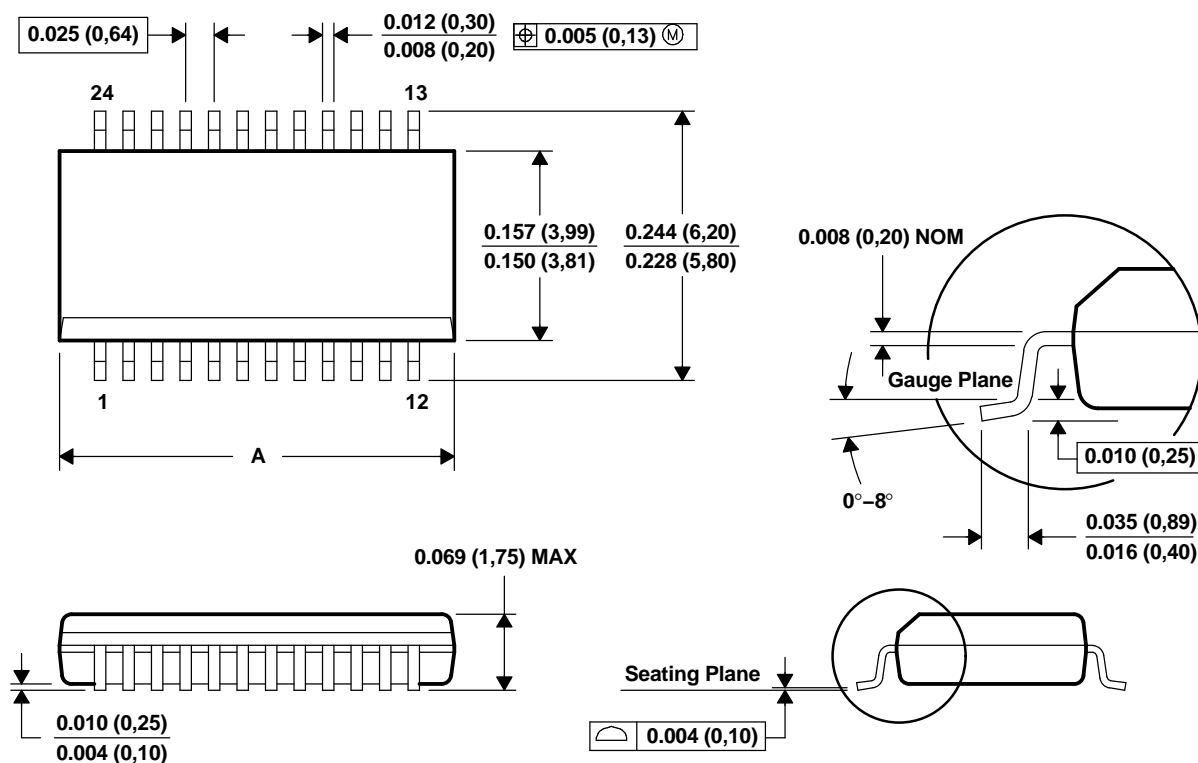 0.025 (0,64)
0.012 (0,30)
0.008 (0,20)
⌖ 0.005 (0,13) Ⓜ
24
13
0.157 (3,99)
0.150 (3,81)
0.244 (6,20)
0.228 (5,80)
1
12
A
0.008 (0,20) NOM
Gauge Plane
0.010 (0,25)
0°–8°
0.035 (0,89)
0.016 (0,40)
0.069 (1,75) MAX
0.010 (0,25)
0.004 (0,10)
Seating Plane
⌓ 0.004 (0,10)